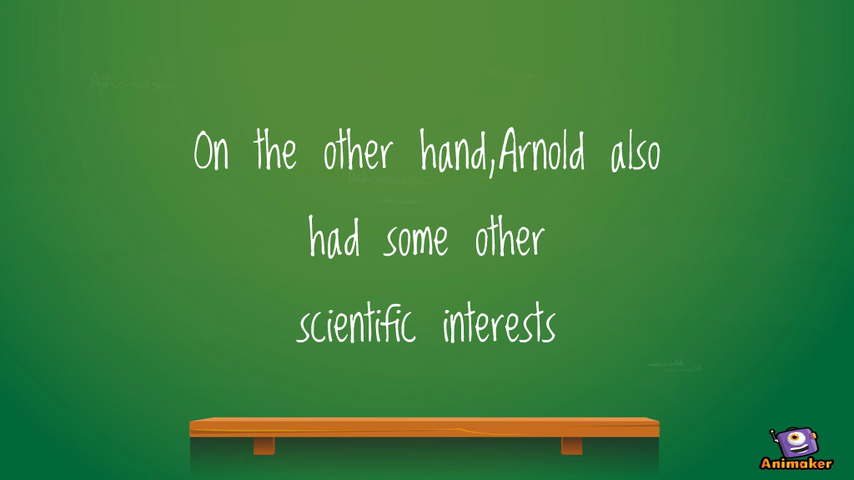 On the other hand,Arnold also
had some other
scientific interests
Animaker